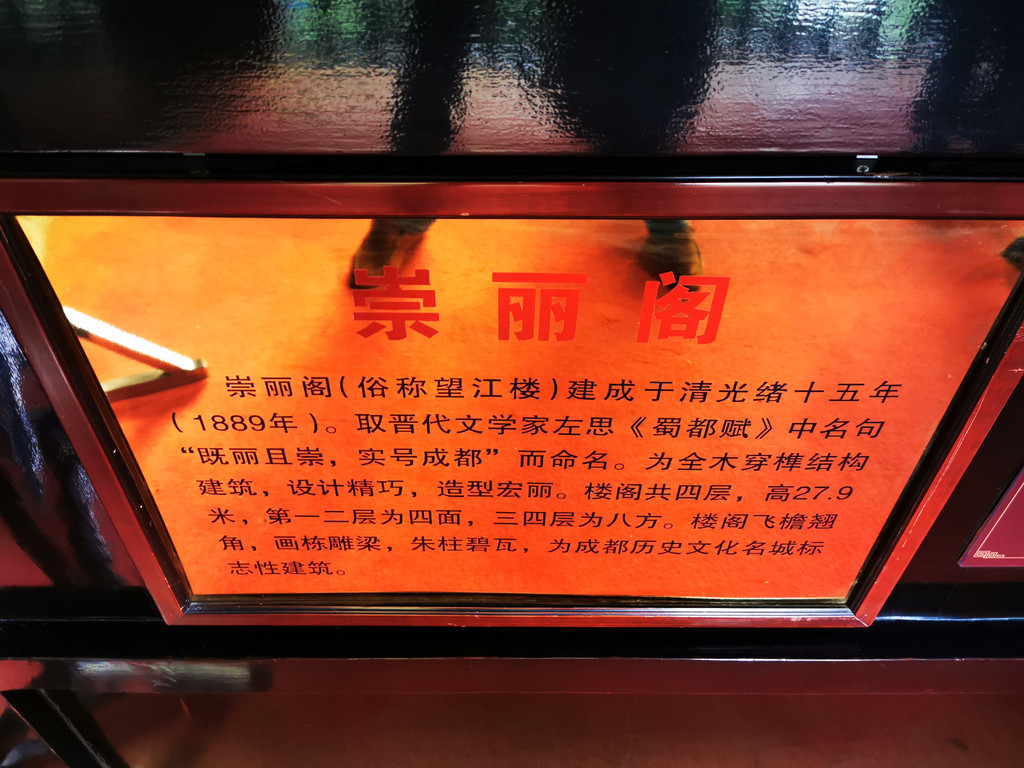 崇丽阁
崇丽阁(俗称望江楼)建成于清光绪十五年
(1889年)。取晋代文学家左思《蜀都赋》中名句
“既丽且崇，实号成都”而命名。为全木穿榫结构
建筑，设计精巧，造型宏丽。楼阁共四层，高27.9
米，第一二层为四面，三四层为八方。楼阁飞檐翘
角，画栋雕梁，朱柱碧瓦，为成都历史文化名城标
志性建筑。